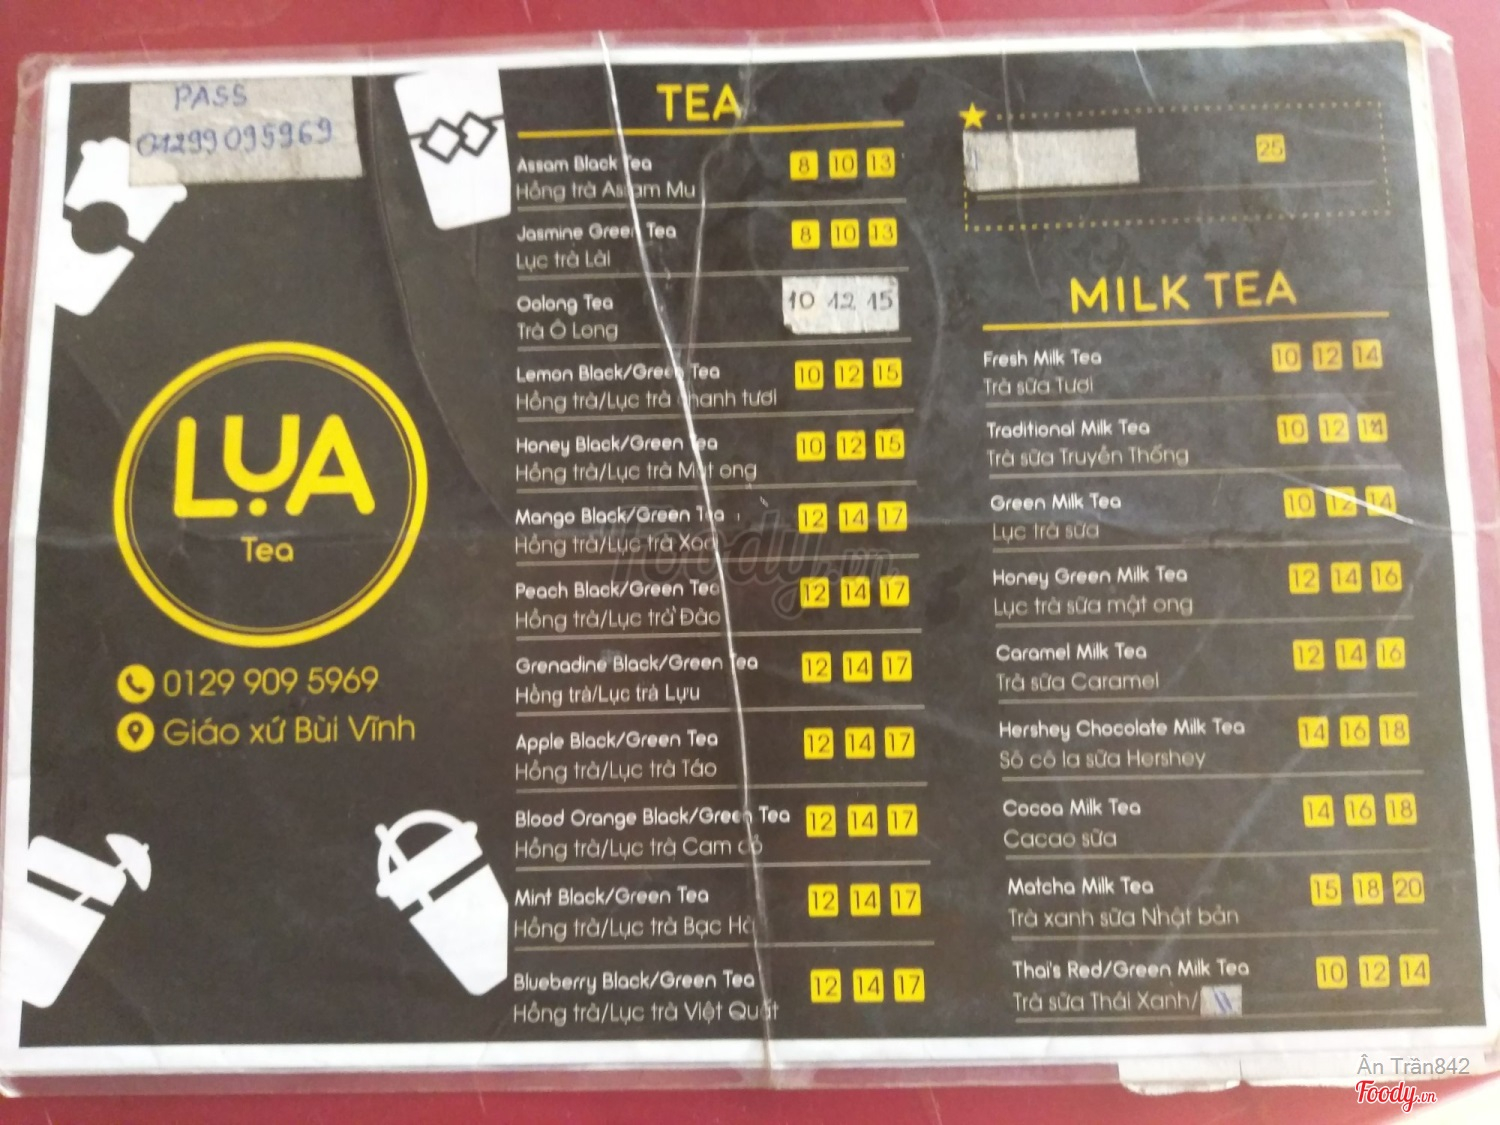 PASS
01299095969
LỤA
Tea
0129 909 5969
Giáo xứ Bùi Vĩnh
TEA
Assam Black Tea 8 10 13
Hồng trà Assam Mu
Jasmine Green Tea 8 10 13
Lục trà Lài
Oolong Tea 10 12 15
Trà Ô Long
Lemon Black/Green Tea 10 12 15
Hồng trà/Lục trà chanh tươi
Honey Black/Green Tea 10 12 15
Hồng trà/Lục trà Mật ong
Mango Black/Green Tea 12 14 17
Hồng trà/Lục trà Xoài
Peach Black/Green Tea 12 14 17
Hồng trà/Lục trà Đào
Grenadine Black/Green Tea 12 14 17
Hồng trà/Lục trà Lựu
Apple Black/Green Tea 12 14 17
Hồng trà/Lục trà Táo
Blood Orange Black/Green Tea 12 14 17
Hồng trà/Lục trà Cam đỏ
Mint Black/Green Tea 12 14 17
Hồng trà/Lục trà Bạc Hà
Blueberry Black/Green Tea 12 14 17
Hồng trà/Lục trà Việt Quất
25
MILK TEA
Fresh Milk Tea 10 12 14
Trà sữa Tươi
Traditional Milk Tea 10 12 14
Trà sữa Truyền Thống
Green Milk Tea 10 12 14
Lục trà sữa
Honey Green Milk Tea 12 14 16
Lục trà sữa mật ong
Caramel Milk Tea 12 14 16
Trà sữa Caramel
Hershey Chocolate Milk Tea 14 16 18
Sô cô la sữa Hershey
Cocoa Milk Tea 14 16 18
Cacao sữa
Matcha Milk Tea 15 18 20
Trà xanh sữa Nhật bản
Thai's Red/Green Milk Tea 10 12 14
Trà sữa Thái Xanh/
foody.vn
Ân Trần842
Foody.vn